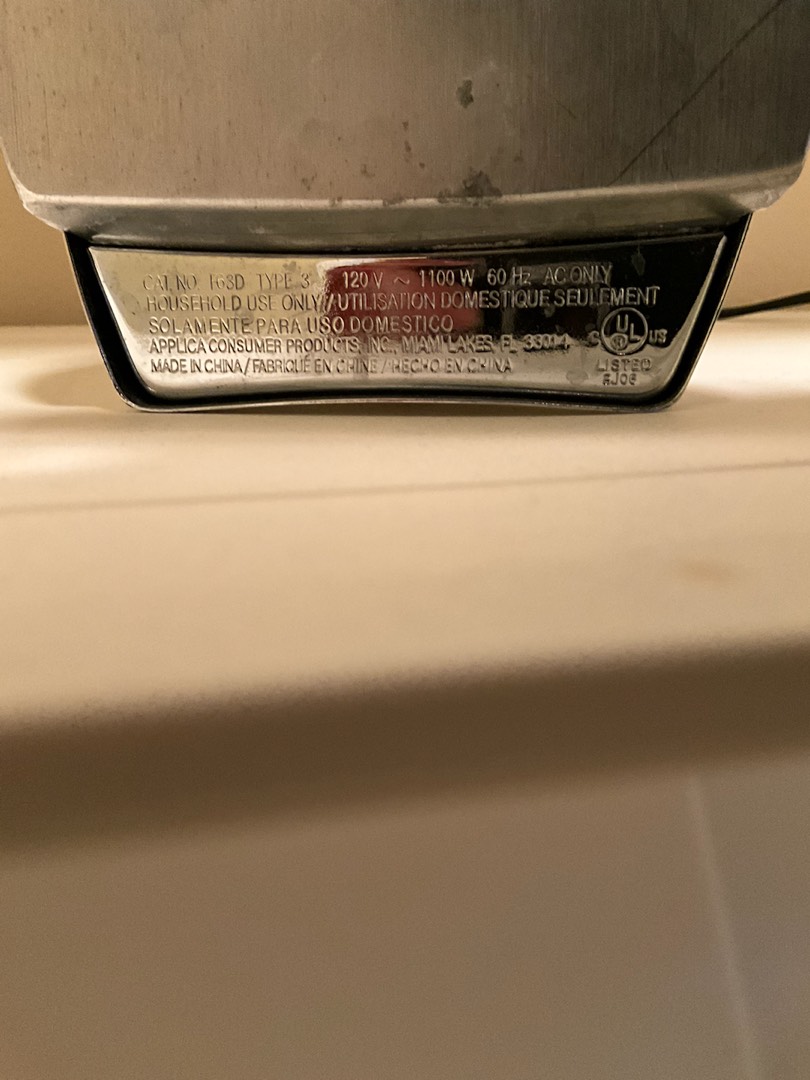 CAT. NO. F63D TYPE 3 120 V ~ 1100 W 60 Hz AC ONLY
HOUSEHOLD USE ONLY/UTILISATION DOMESTIQUE SEULEMENT
SOLAMENTE PARA USO DOMESTICO
APPLICA CONSUMER PRODUCTS, INC., MIAMI LAKES, FL 33014
MADE IN CHINA/FABRIQUÉ EN CHINE/HECHO EN CHINA
C UL US
LISTED